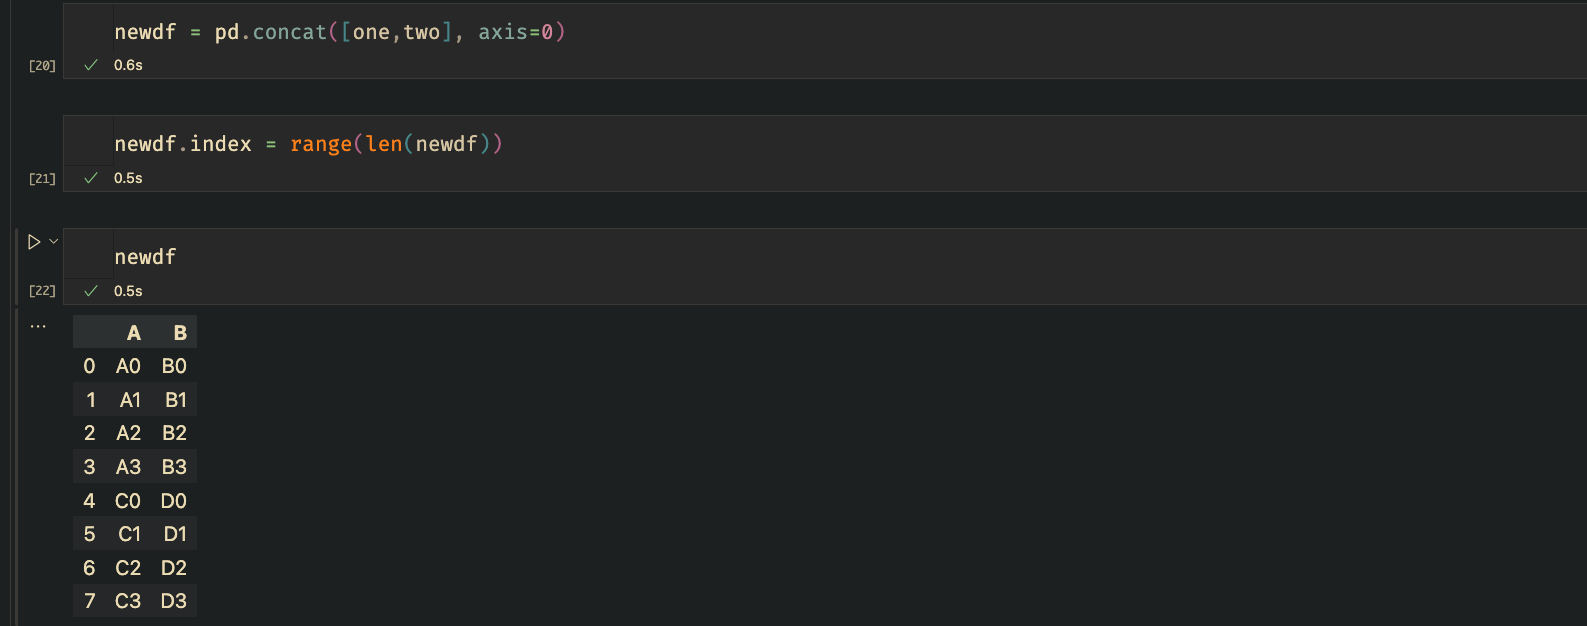 newdf = pd.concat([one,two], axis=0)
[20] ✓ 0.6s
newdf.index = range(len(newdf))
[21] ✓ 0.5s
newdf
[22] ✓ 0.5s
...
A B
0 A0 B0
1 A1 B1
2 A2 B2
3 A3 B3
4 C0 D0
5 C1 D1
6 C2 D2
7 C3 D3